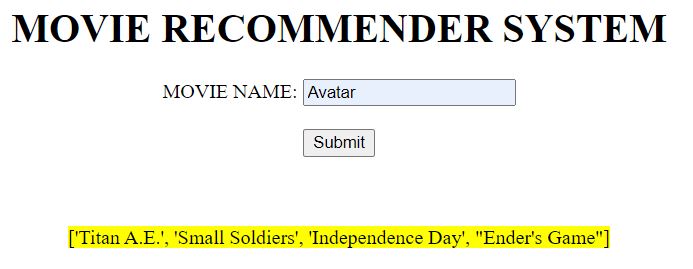 MOVIE RECOMMENDER SYSTEM
MOVIE NAME: Avatar
Submit
['Titan A.E.', 'Small Soldiers', 'Independence Day', "Ender's Game"]